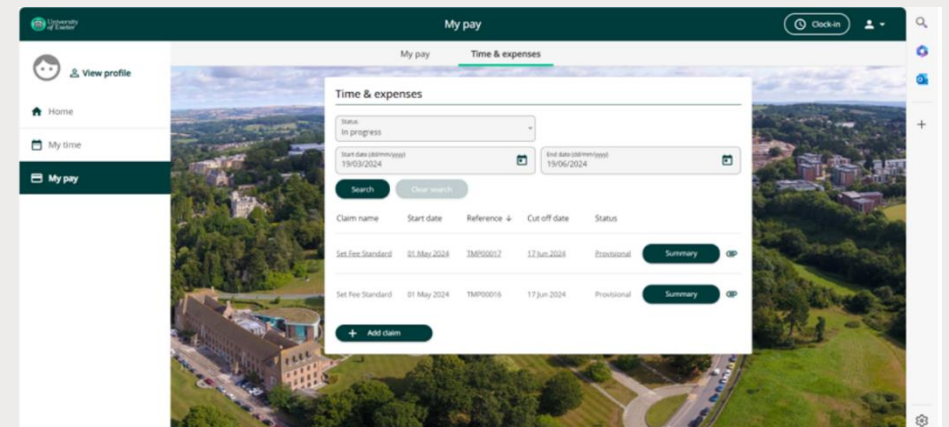 University of Exeter
My pay
Clock-in
View profile
Home
My time
My pay
My pay Time & expenses
Time & expenses
Status
In progress
Start date (dd/mm/yyyy)
19/03/2024
End date (dd/mm/yyyy)
19/06/2024
Search Clear search
Claim name Start date Reference Cut off date Status
Set Fee Standard 01 May 2024 TMP00017 17 Jun 2024 Provisional Summary
Set Fee Standard 01 May 2024 TMP00016 17 Jun 2024 Provisional Summary
+ Add claim